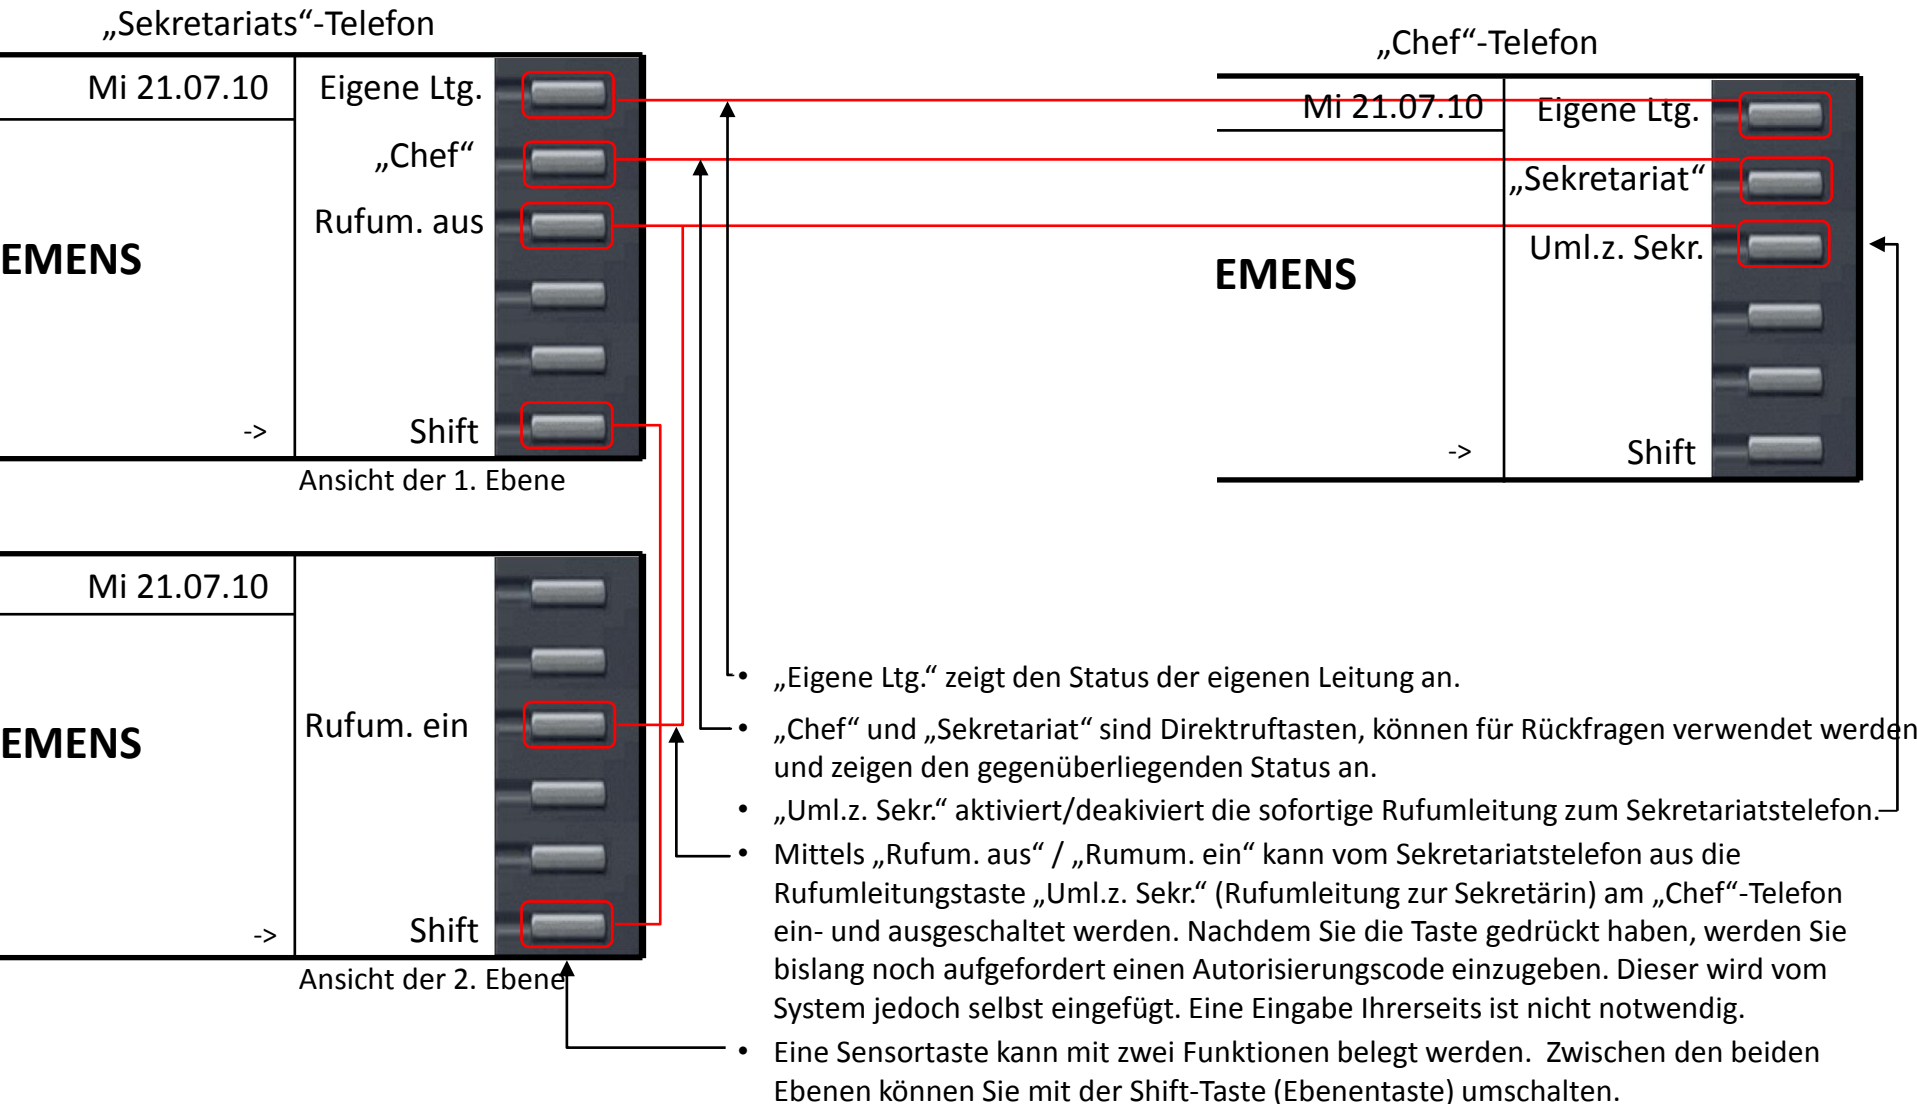 „Sekretariats“-Telefon
Mi 21.07.10
Eigene Ltg.
„Chef“
Rufum. aus
EMENS
->
Shift
Ansicht der 1. Ebene
„Chef“-Telefon
Mi 21.07.10
Eigene Ltg.
„Sekretariat“
Uml.z. Sekr.
EMENS
->
Shift
Mi 21.07.10
Rufum. ein
EMENS
->
Shift
Ansicht der 2. Ebene
• „Eigene Ltg.“ zeigt den Status der eigenen Leitung an.
• „Chef“ und „Sekretariat“ sind Direktruftasten, können für Rückfragen verwendet werden
und zeigen den gegenüberliegenden Status an.
• „Uml.z. Sekr.“ aktiviert/deakiviert die sofortige Rufumleitung zum Sekretariatstelefon.
• Mittels „Rufum. aus“ / „Rumum. ein“ kann vom Sekretariatstelefon aus die
Rufumleitungstaste „Uml.z. Sekr.“ (Rufumleitung zur Sekretärin) am „Chef“-Telefon
ein- und ausgeschaltet werden. Nachdem Sie die Taste gedrückt haben, werden Sie
bislang noch aufgefordert einen Autorisierungscode einzugeben. Dieser wird vom
System jedoch selbst eingefügt. Eine Eingabe Ihrerseits ist nicht notwendig.
• Eine Sensortaste kann mit zwei Funktionen belegt werden.  Zwischen den beiden
Ebenen können Sie mit der Shift-Taste (Ebenentaste) umschalten.